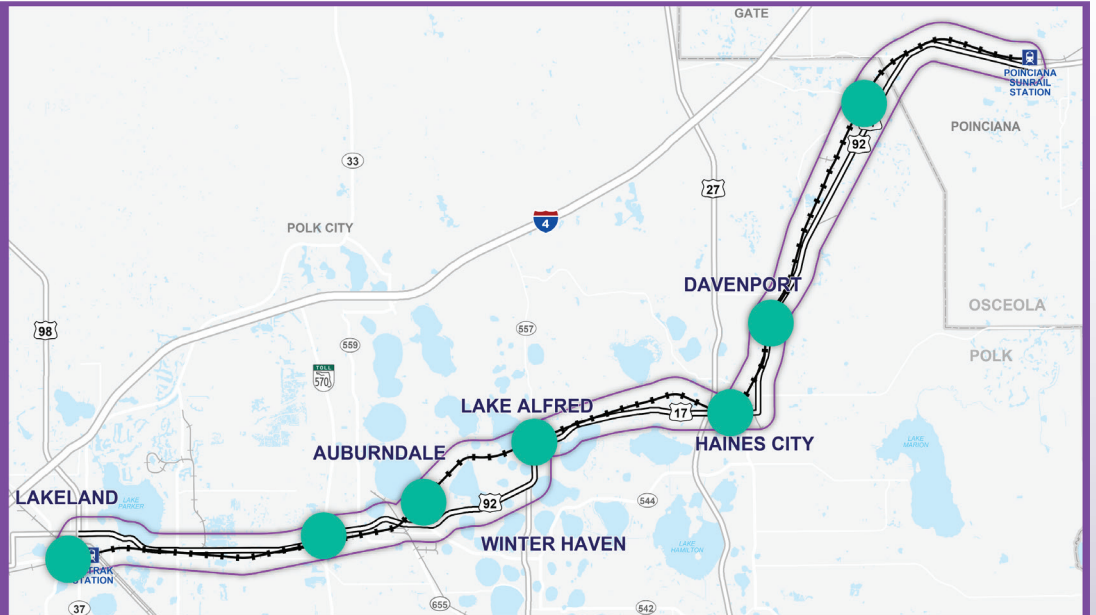 GATE
POINCIANA
SUNRAIL
STATION
POINCIANA
92
33
27
POLK CITY
4
DAVENPORT
OSCEOLA
98
557
559
POLK
TOLL
570
LAKE ALFRED
17
HAINES CITY
LAKE
MARION
AUBURNDALE
LAKELAND
LAKE
PARKER
92
544
WINTER HAVEN
LAKE
HAMILTON
TRAK
STATION
37
655
542